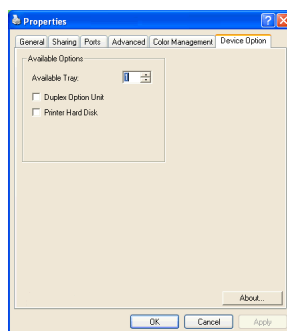 Properties
General Sharing Ports Advanced Color Management Device Option
Available Options
Available Tray: 1
Duplex Option Unit
Printer Hard Disk
About...
OK Cancel Apply